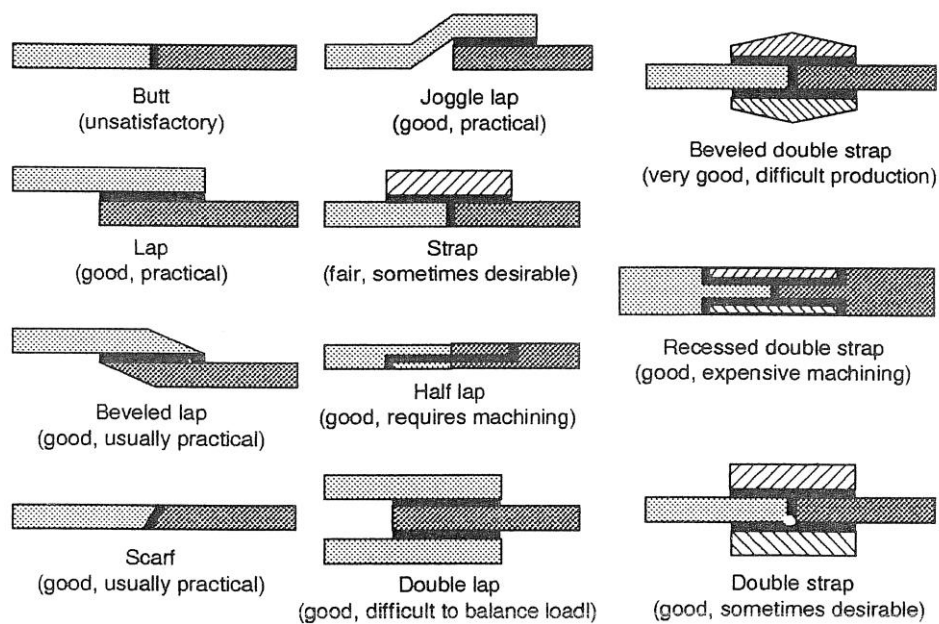 Butt
(unsatisfactory)
Lap
(good, practical)
Beveled lap
(good, usually practical)
Scarf
(good, usually practical)
Joggle lap
(good, practical)
Strap
(fair, sometimes desirable)
Half lap
(good, requires machining)
Double lap
(good, difficult to balance load!)
Beveled double strap
(very good, difficult production)
Recessed double strap
(good, expensive machining)
Double strap
(good, sometimes desirable)